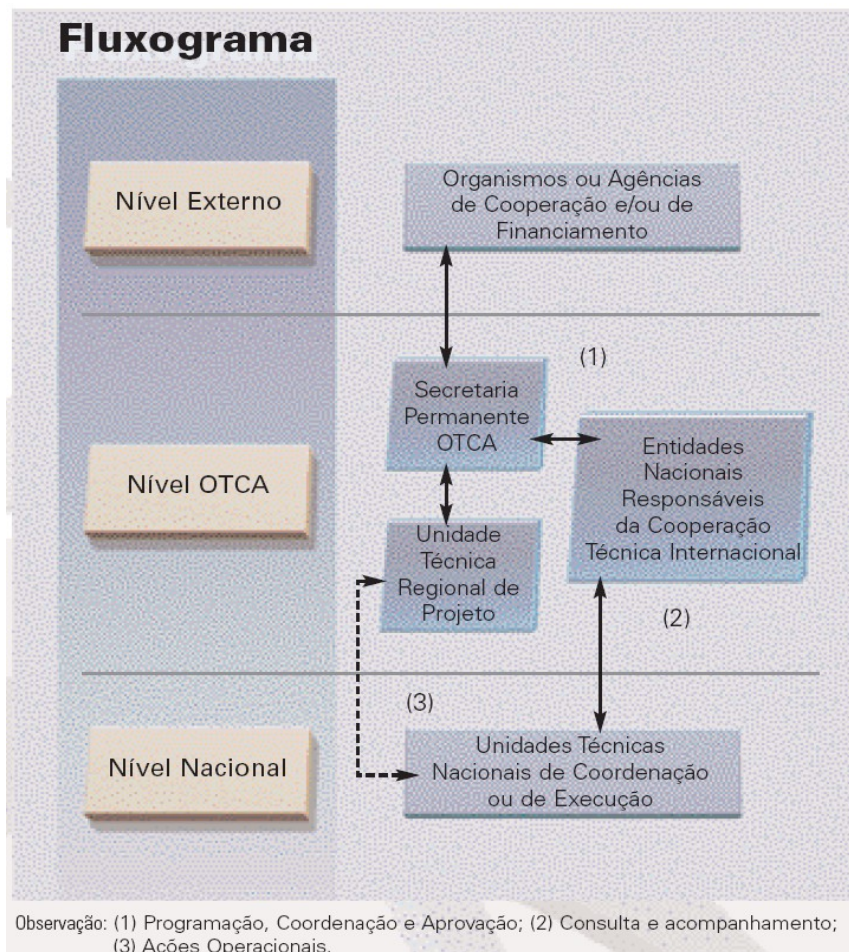 Fluxograma
Nível Externo
Organismos ou Agências
de Cooperação e/ou de
Financiamento
(1)
Secretaria
Permanente
OTCA
Nível OTCA
Entidades
Nacionais
Responsáveis
da Cooperação
Técnica Internacional
Unidade
Técnica
Regional de
Projeto
(2)
(3)
Nível Nacional
Unidades Técnicas
Nacionais de Coordenação
ou de Execução
Observação: (1) Programação, Coordenação e Aprovação; (2) Consulta e acompanhamento;
(3) Ações Operacionais.